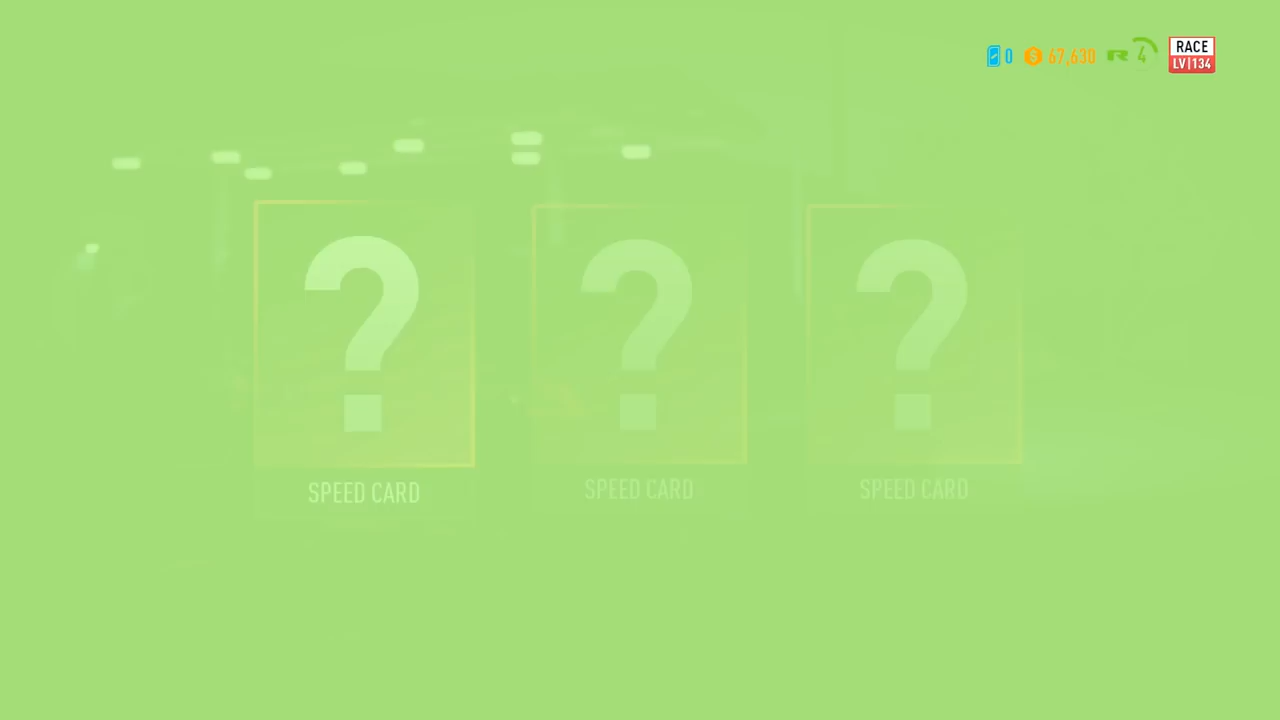 0 67,630 R 4 RACE
LV|134
? ? ?
SPEED CARD SPEED CARD SPEED CARD